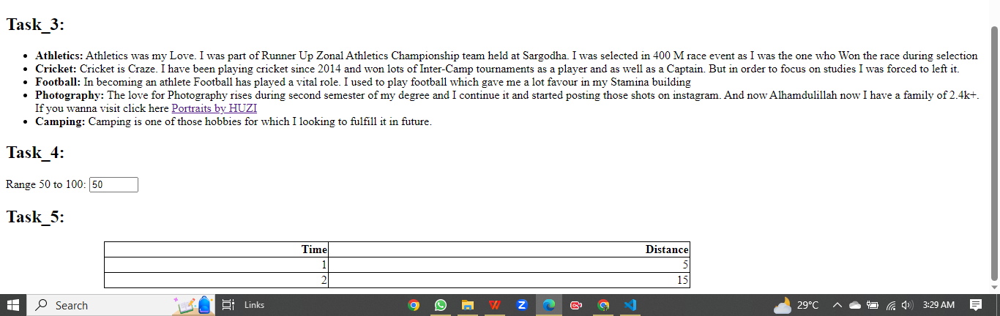 Task_3:
Athletics: Athletics was my Love. I was part of Runner Up Zonal Athletics Championship team held at Sargodha. I was selected in 400 M race event as I was the one who Won the race during selection
Cricket: Cricket is Craze. I have been playing cricket since 2014 and won lots of Inter-Camp tournaments as a player and as well as a Captain. But in order to focus on studies I was forced to left it.
Football: In becoming an athlete Football has played a vital role. I used to play football which gave me a lot favour in my Stamina building
Photography: The love for Photography rises during second semester of my degree and I continue it and started posting those shots on instagram. And now Alhamdulillah now I have a family of 2.4k+.
If you wanna visit click here Portraits by HUZI
Camping: Camping is one of those hobbies for which I looking to fulfill it in future.
Task_4:
Range 50 to 100: 50
Task_5:
Time Distance
1 5
2 15
Search Links 29°C 3:29 AM